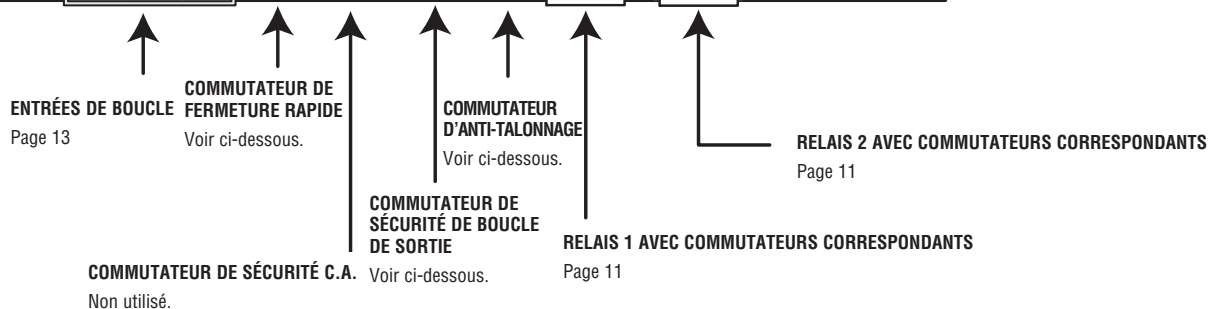 ENTRÉES DE BOUCLE
Page 13
COMMUTATEUR DE
FERMETURE RAPIDE
Voir ci-dessous.
COMMUTATEUR DE SÉCURITÉ C.A.
Non utilisé.
COMMUTATEUR DE
SÉCURITÉ DE BOUCLE
DE SORTIE
Voir ci-dessous.
COMMUTATEUR
D’ANTI-TALONNAGE
Voir ci-dessous.
RELAIS 1 AVEC COMMUTATEURS CORRESPONDANTS
Page 11
RELAIS 2 AVEC COMMUTATEURS CORRESPONDANTS
Page 11